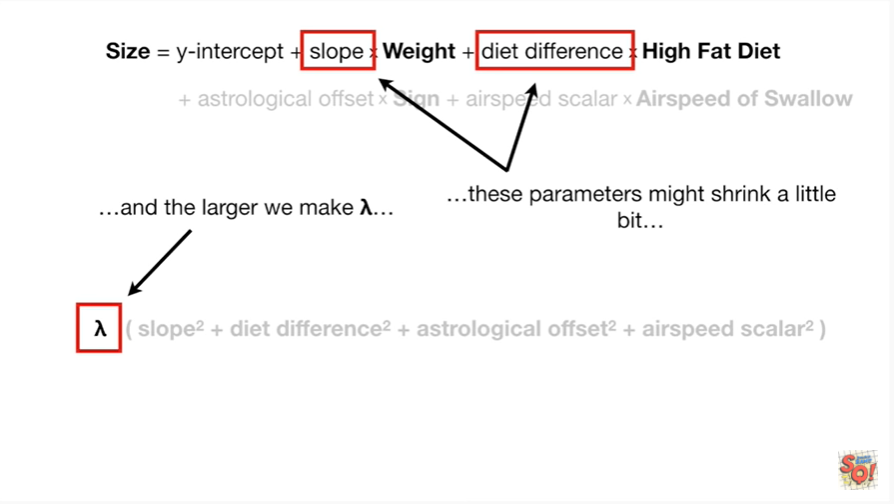 Size = y-intercept + slope x Weight + diet difference x High Fat Diet
+ astrological offset x Sign + airspeed scalar x Airspeed of Swallow
…and the larger we make λ…
…these parameters might shrink a little
bit…
λ ( slope² + diet difference² + astrological offset² + airspeed scalar² )
SQ!